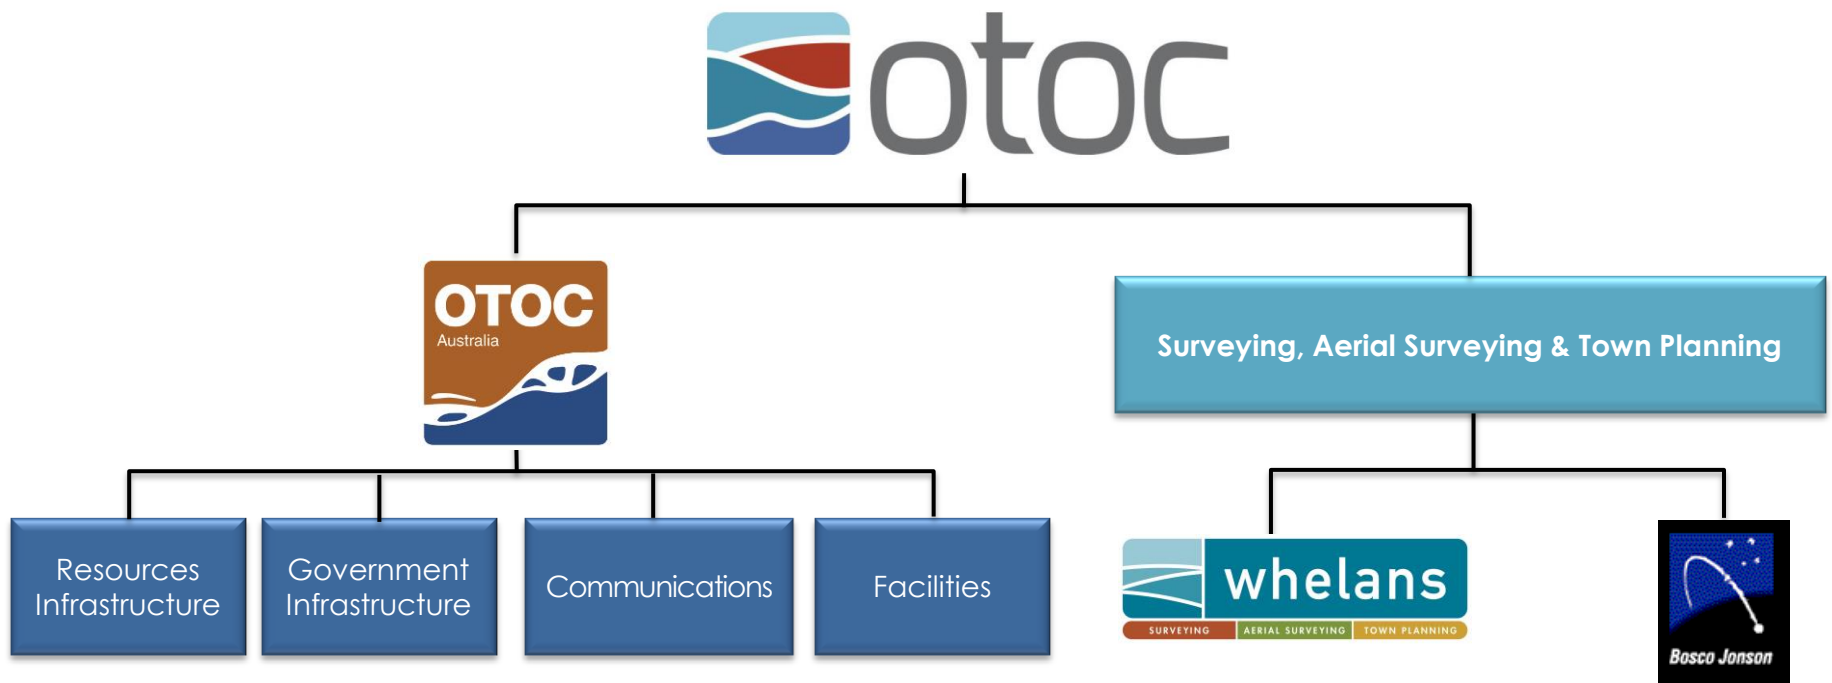 otoc
OTOC
Australia
Surveying, Aerial Surveying & Town Planning
Resources
Infrastructure
Government
Infrastructure
Communications
Facilities
whelans
SURVEYING
AERIAL SURVEYING
TOWN PLANNING
Bosco Jonson